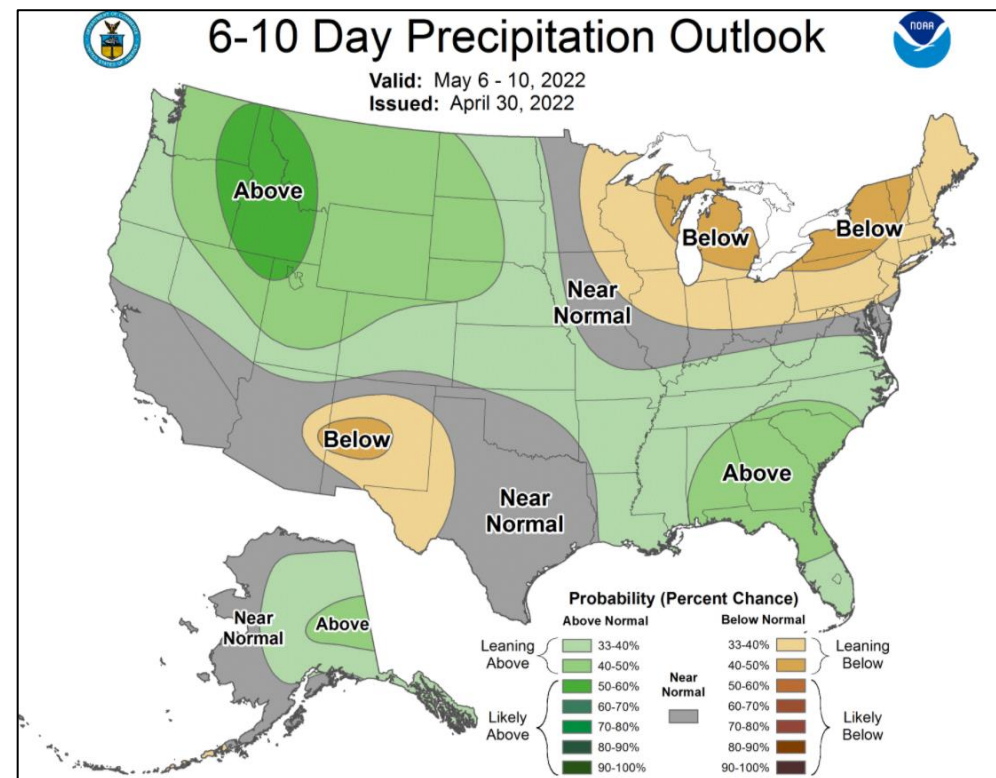 6-10 Day Precipitation Outlook
NOAA
Valid: May 6 - 10, 2022
Issued: April 30, 2022
Above
Below
Below
Near
Normal
Below
Near
Normal
Above
Near
Normal
Above
Probability (Percent Chance)
Above Normal
Below Normal
Leaning
Above
33-40%
40-50%
Likely
Above
50-60%
60-70%
70-80%
80-90%
90-100%
Near
Normal
33-40%
40-50%
Leaning
Below
50-60%
60-70%
70-80%
80-90%
90-100%
Likely
Below